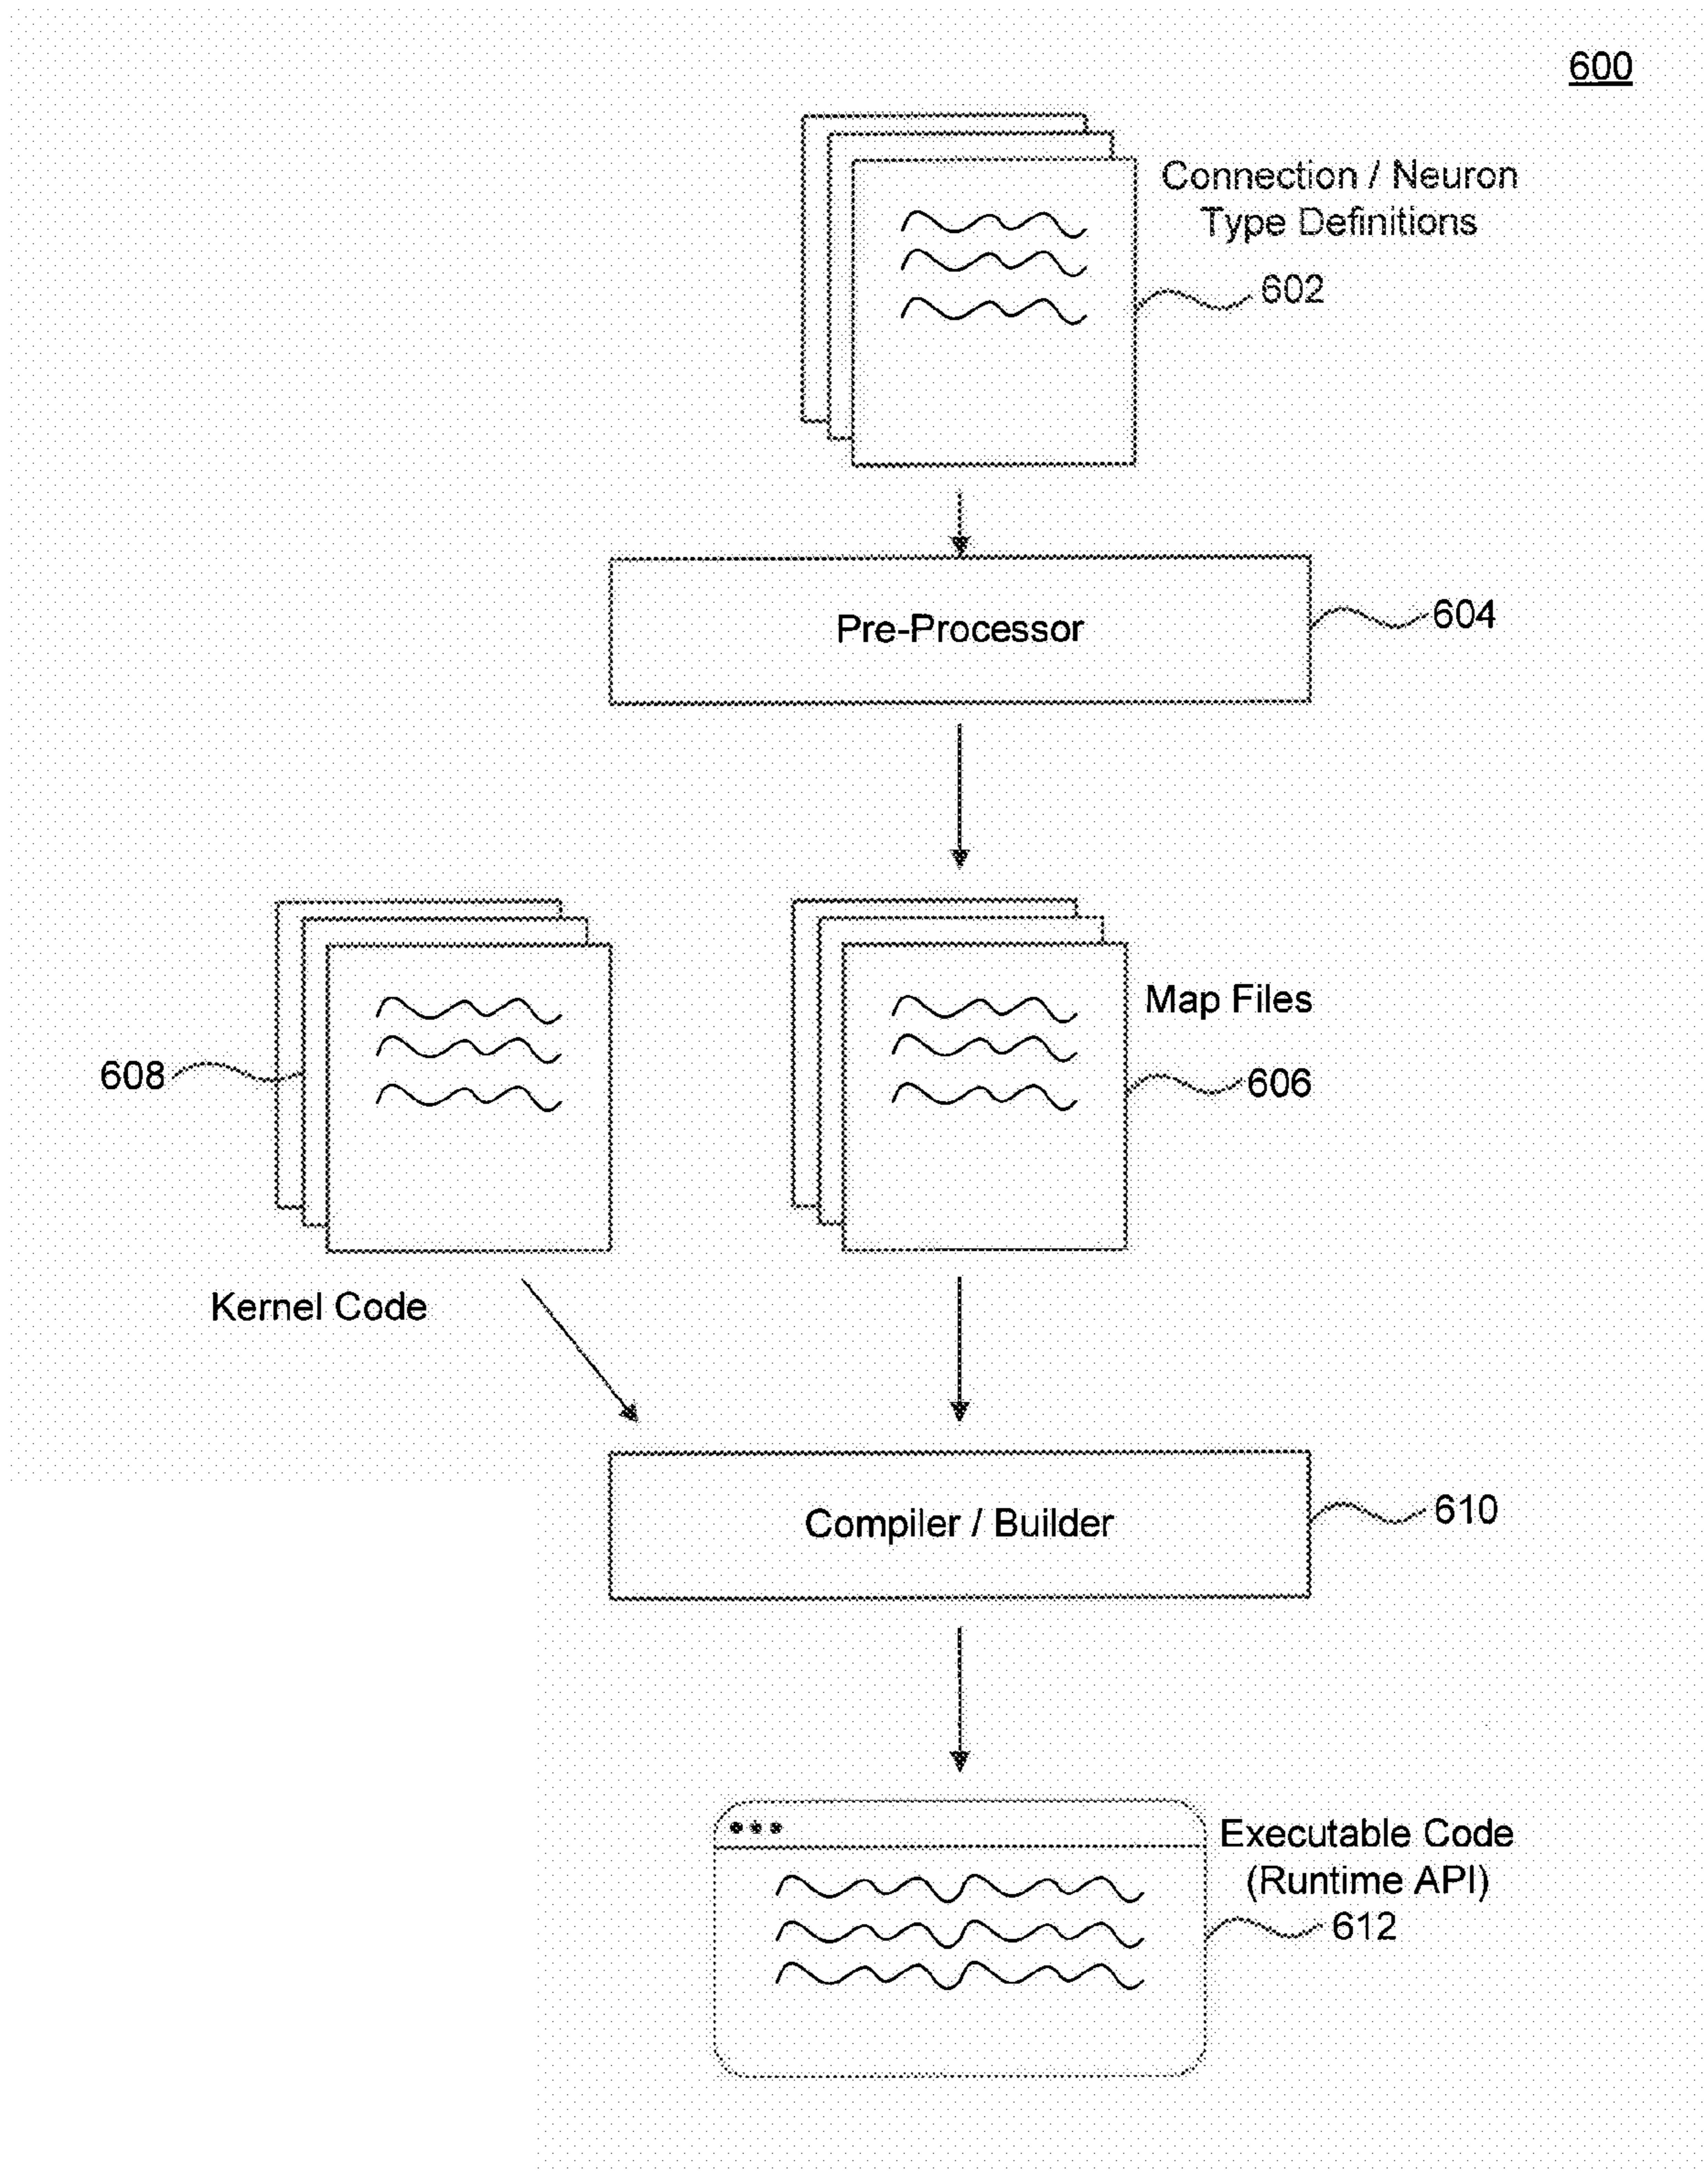 600
Connection / Neuron
Type Definitions
602
Pre-Processor
604
Map Files
608
606
Kernel Code
Compiler / Builder
610
Executable Code
(Runtime API)
612